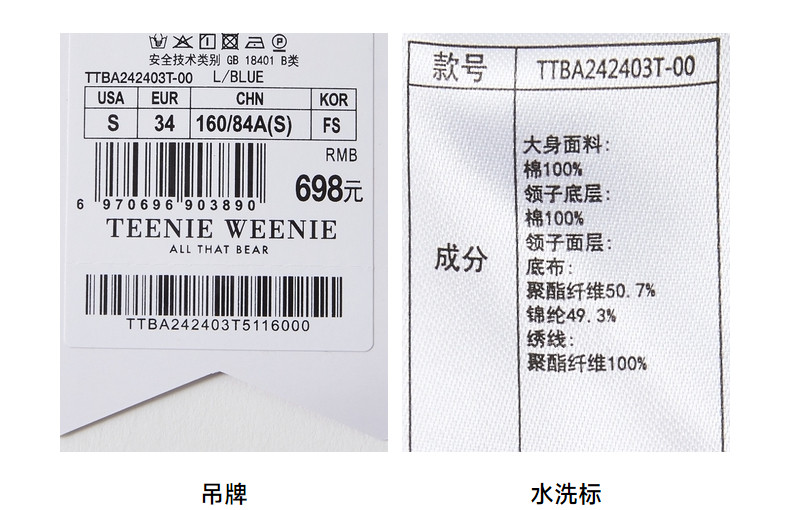 安全技术类别 GB 18401 B类
TTBA242403T-00 L/BLUE
USA EUR CHN KOR
S 34 160/84A(S) FS
RMB
698元
6 970696 903890
TEENIE WEENIE
ALL THAT BEAR
TTBA242403T5116000
吊牌
款号 TTBA242403T-00
成分
大身面料:
棉100%
领子底层:
棉100%
领子面层:
底布:
聚酯纤维50.7%
锦纶49.3%
绣线:
聚酯纤维100%
水洗标